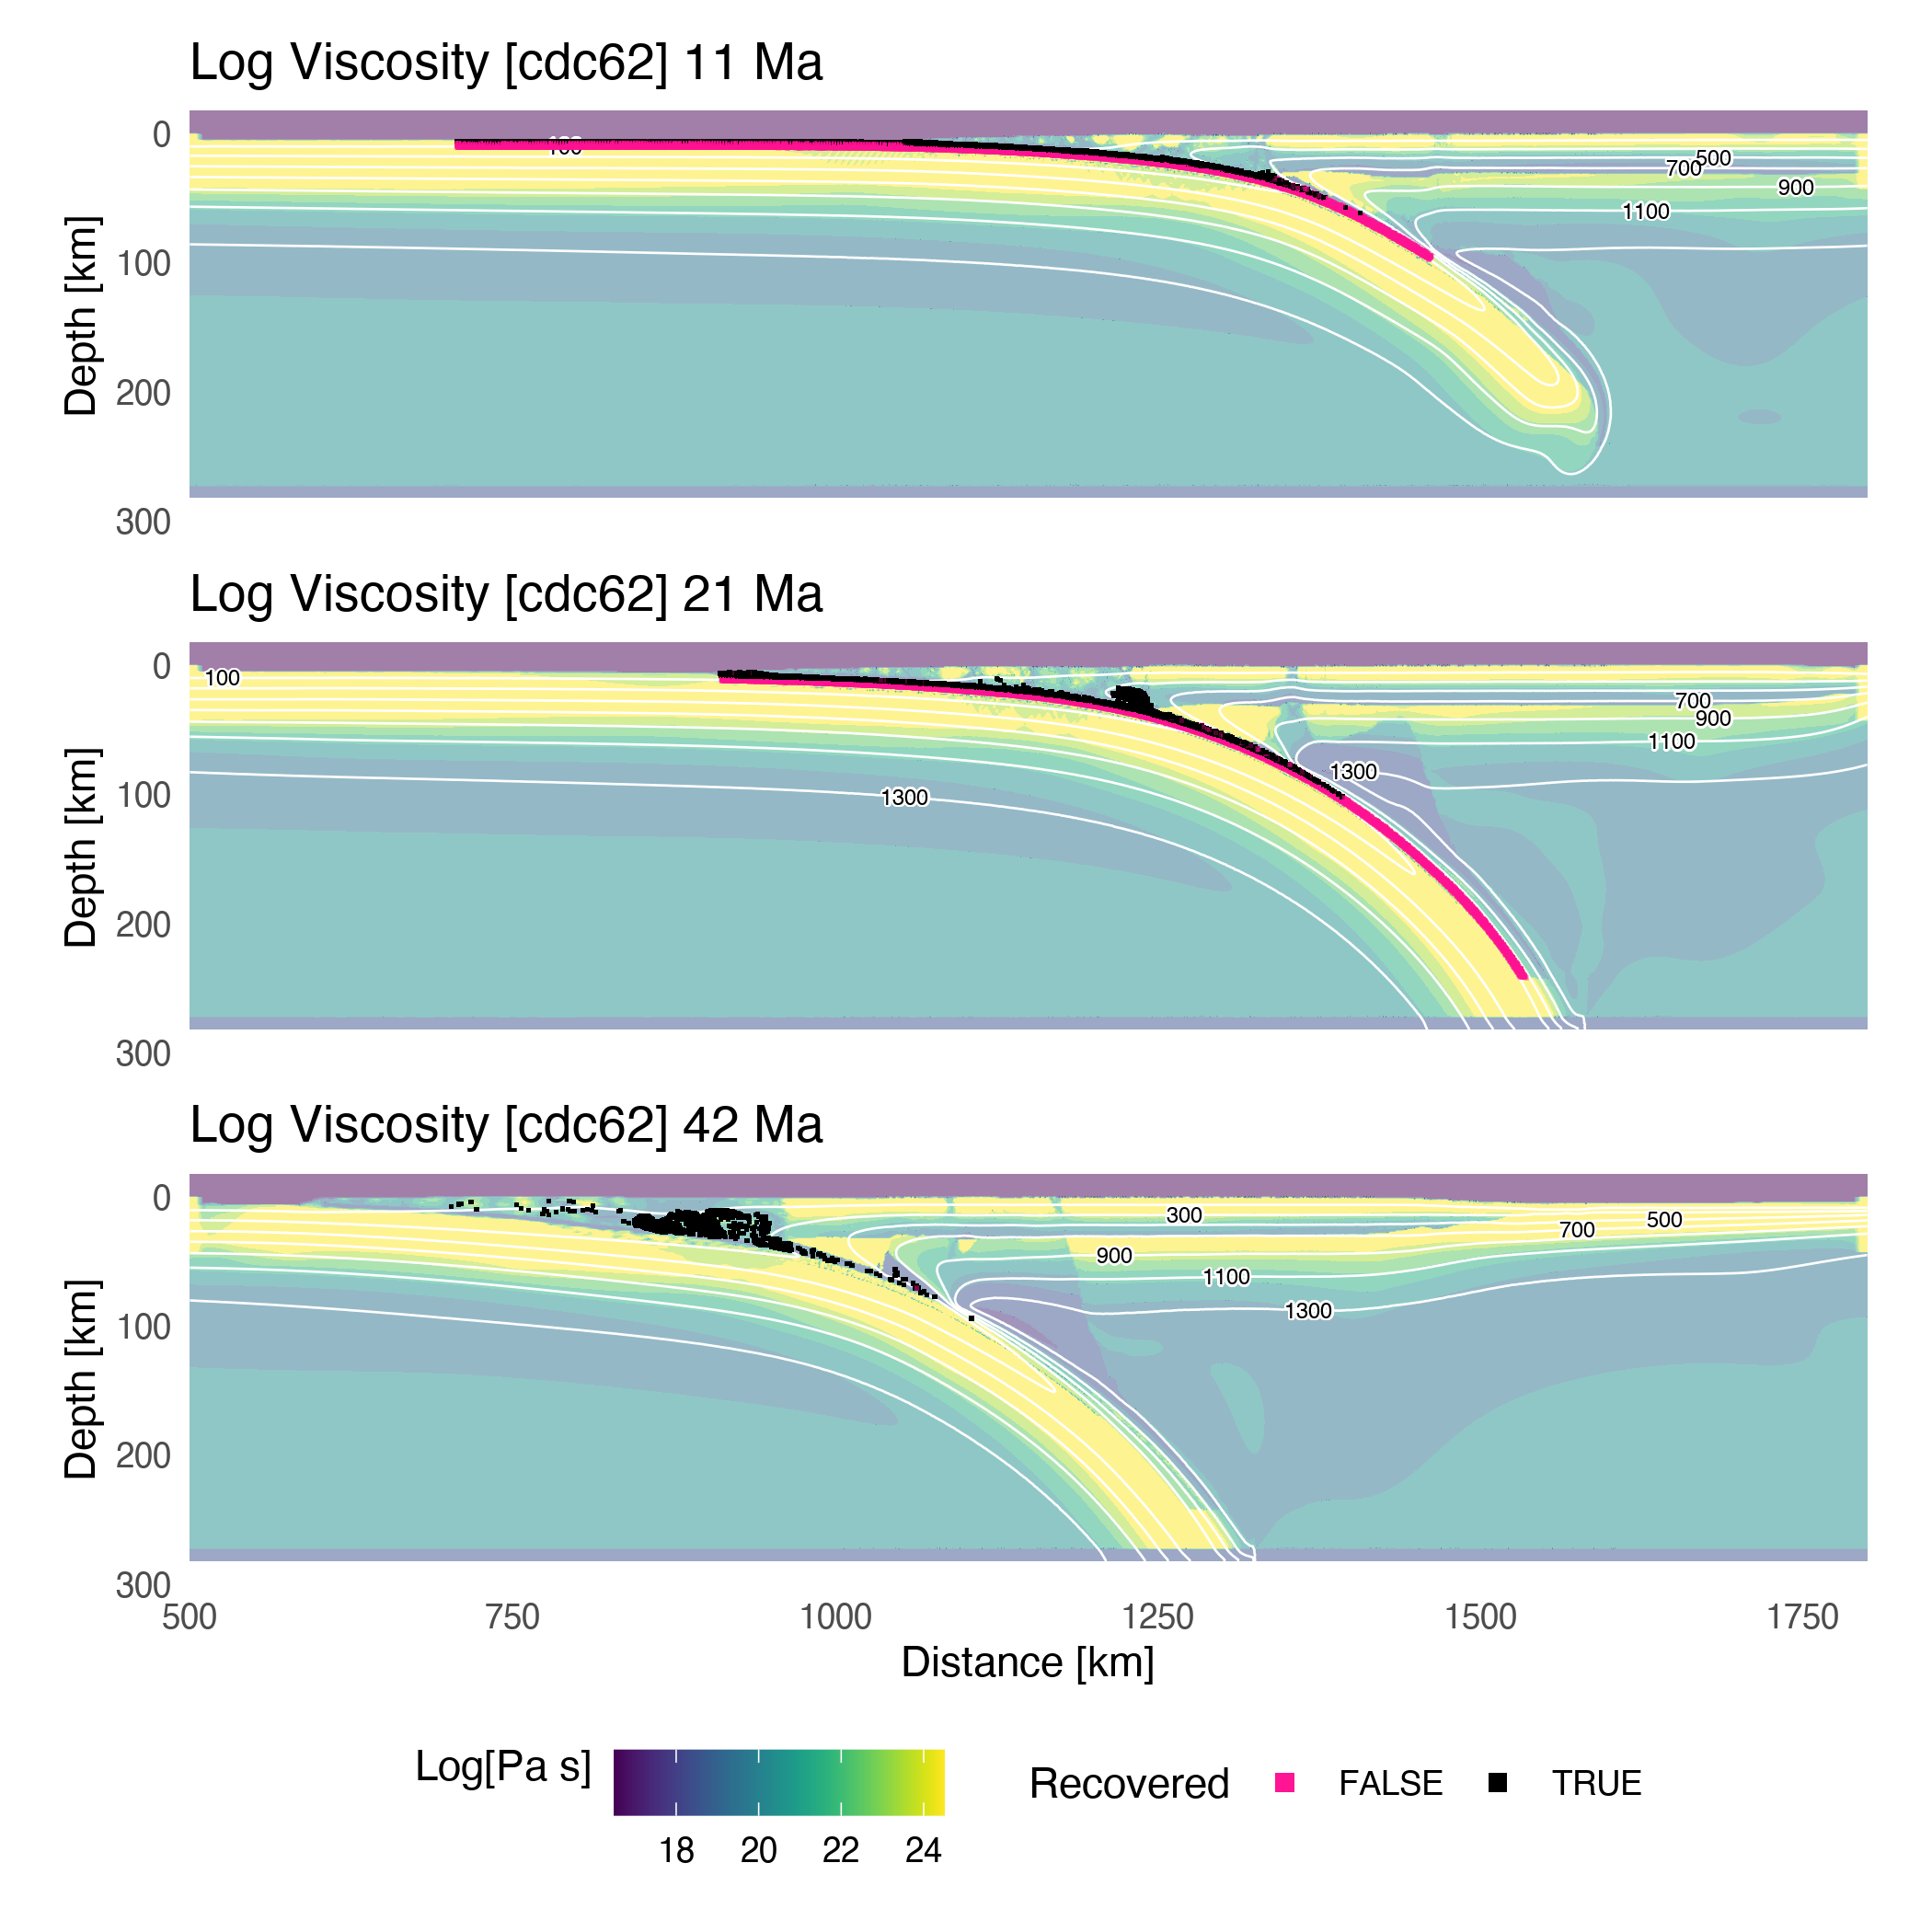 Log Viscosity [cdc62] 11 Ma
0
100
200
300
Depth [km]
100
500
700
900
1100
Log Viscosity [cdc62] 21 Ma
0
100
200
300
Depth [km]
100
700
900
1100
1300
1300
Log Viscosity [cdc62] 42 Ma
0
100
200
300
Depth [km]
300
500
700
900
1100
1300
500 750 1000 1250 1500 1750
Distance [km]
Log[Pa s]
18 20 22 24
Recovered FALSE TRUE